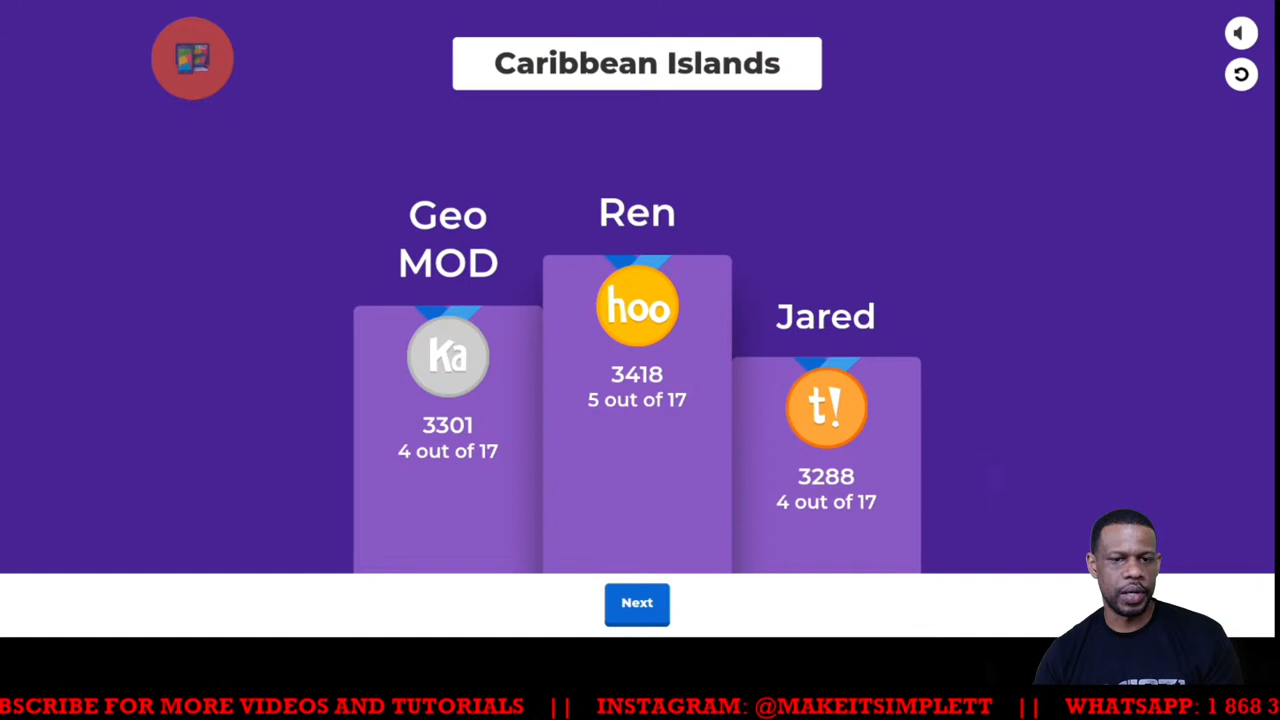 Caribbean Islands
Geo
MOD
Ren
Jared
Ka
hoo
t!
3301
4 out of 17
3418
5 out of 17
3288
4 out of 17
Next
BSCRIBE FOR MORE VIDEOS AND TUTORIALS || INSTAGRAM: @MAKEITSIMPLETT || WHATSAPP: 1 868 3